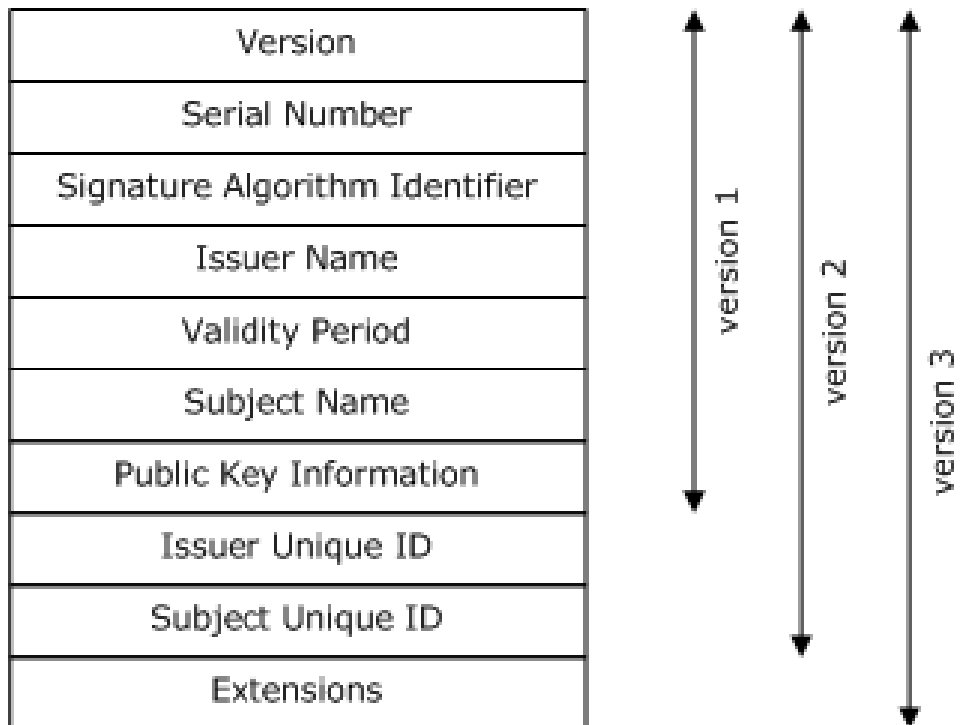 Version
Serial Number
Signature Algorithm Identifier
Issuer Name
Validity Period
Subject Name
Public Key Information
Issuer Unique ID
Subject Unique ID
Extensions
version 1
version 2
version 3